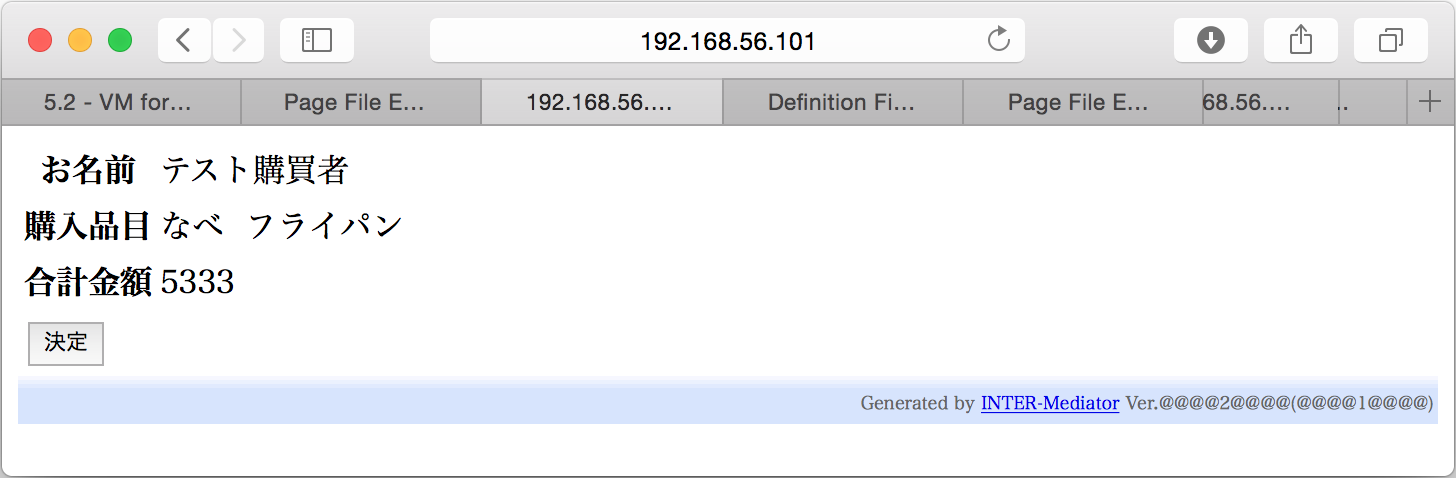 192.168.56.101
5.2 - VM for...
Page File E...
192.168.56....
Definition Fi...
Page File E...
68.56....
..
お名前 テスト購買者
購入品目 なべ フライパン
合計金額 5333
決定
Generated by INTER-Mediator Ver.@@@@2@@@@(@@@@1@@@@)